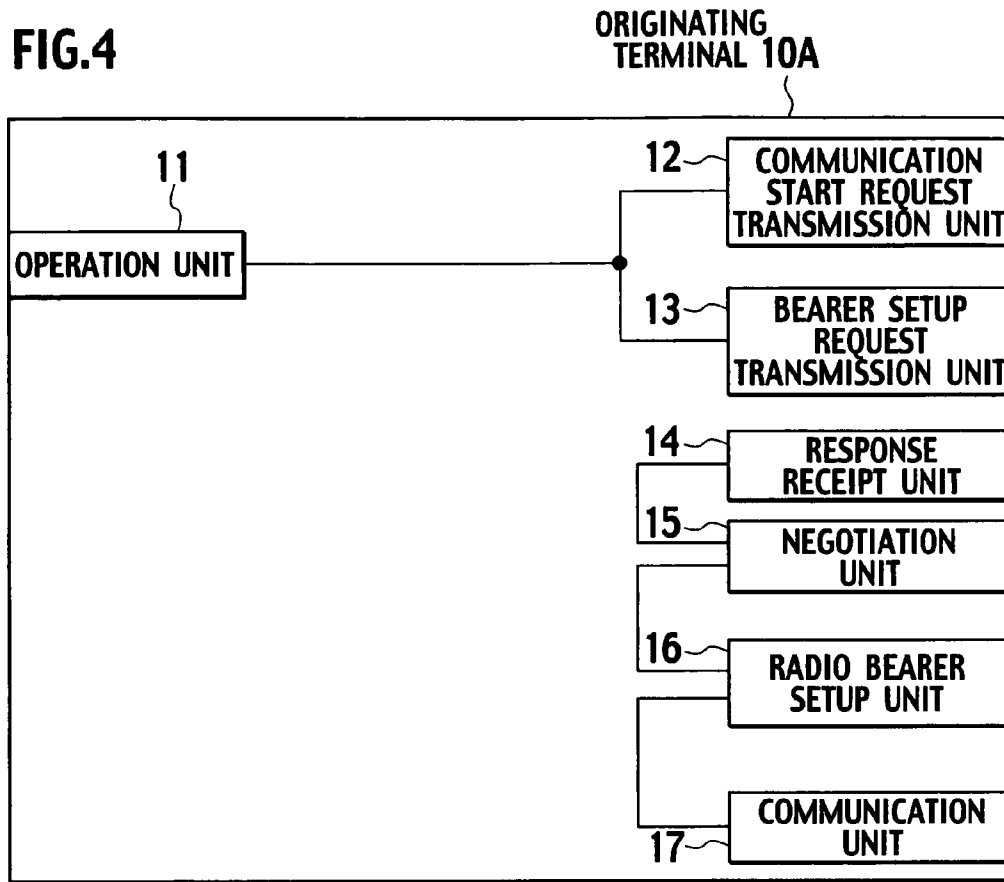 FIG.4
ORIGINATING
TERMINAL 10A
11
OPERATION UNIT
12
COMMUNICATION
START REQUEST
TRANSMISSION UNIT
13
BEARER SETUP
REQUEST
TRANSMISSION UNIT
14
RESPONSE
RECEIPT UNIT
15
NEGOTIATION
UNIT
16
RADIO BEARER
SETUP UNIT
17
COMMUNICATION
UNIT